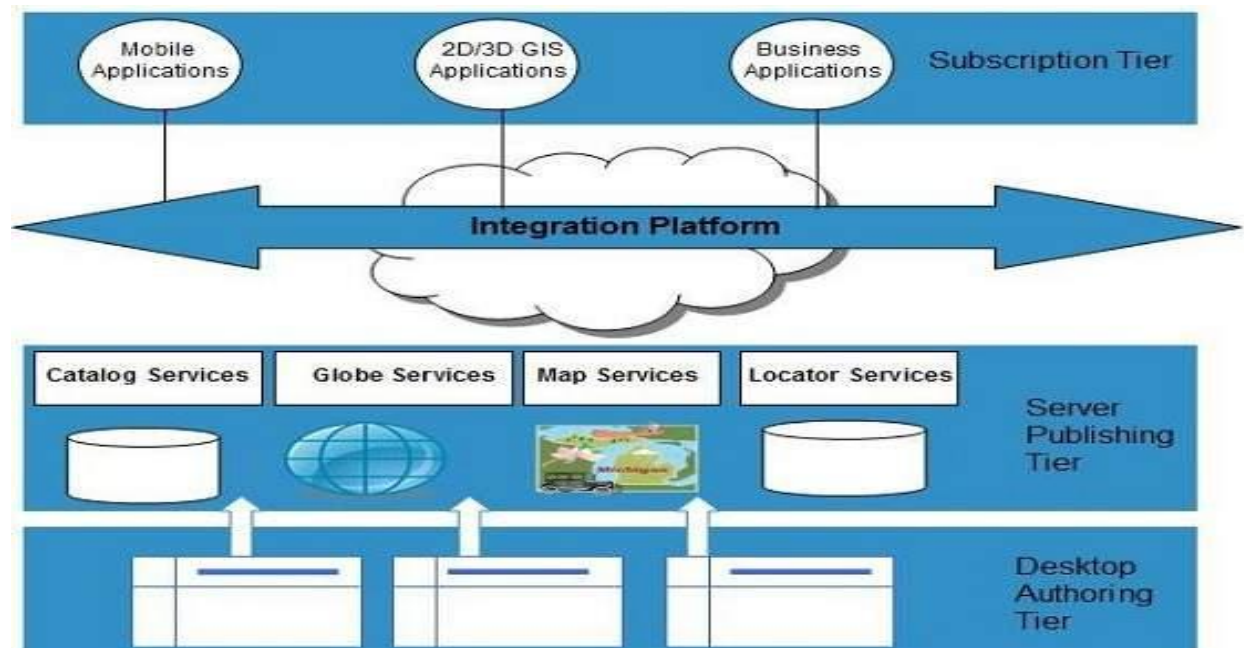 Mobile
Applications
2D/3D GIS
Applications
Business
Applications
Subscription Tier
Integration Platform
Catalog Services
Globe Services
Map Services
Locator Services
Michigan
Server
Publishing
Tier
Desktop
Authoring
Tier